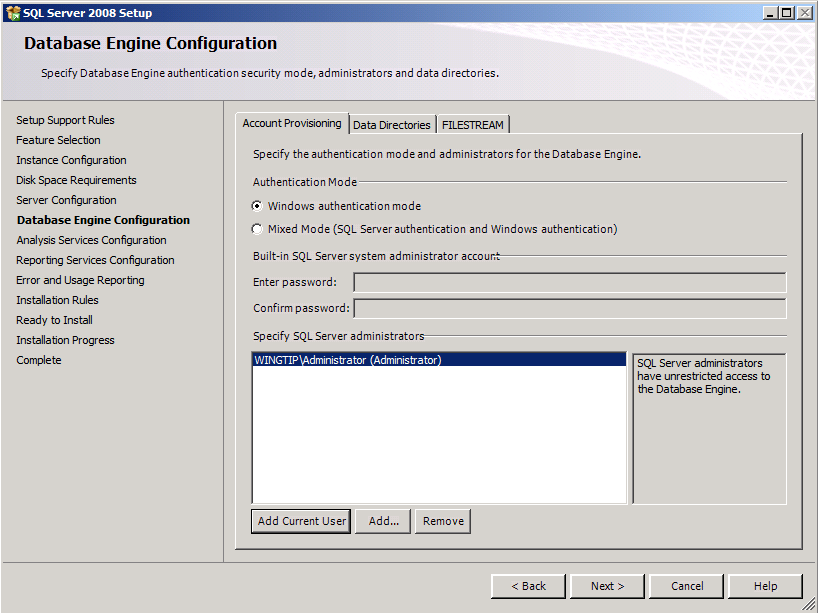 SQL Server 2008 Setup
Database Engine Configuration
Specify Database Engine authentication security mode, administrators and data directories.
Setup Support Rules
Feature Selection
Instance Configuration
Disk Space Requirements
Server Configuration
Database Engine Configuration
Analysis Services Configuration
Reporting Services Configuration
Error and Usage Reporting
Installation Rules
Ready to Install
Installation Progress
Complete
Account Provisioning
Data Directories
FILESTREAM
Specify the authentication mode and administrators for the Database Engine.
Authentication Mode
Windows authentication mode
Mixed Mode (SQL Server authentication and Windows authentication)
Built-in SQL Server system administrator account
Enter password:
Confirm password:
Specify SQL Server administrators
WINGTIP\Administrator (Administrator)
SQL Server administrators
have unrestricted access to
the Database Engine.
Add Current User
Add...
Remove
< Back
Next >
Cancel
Help